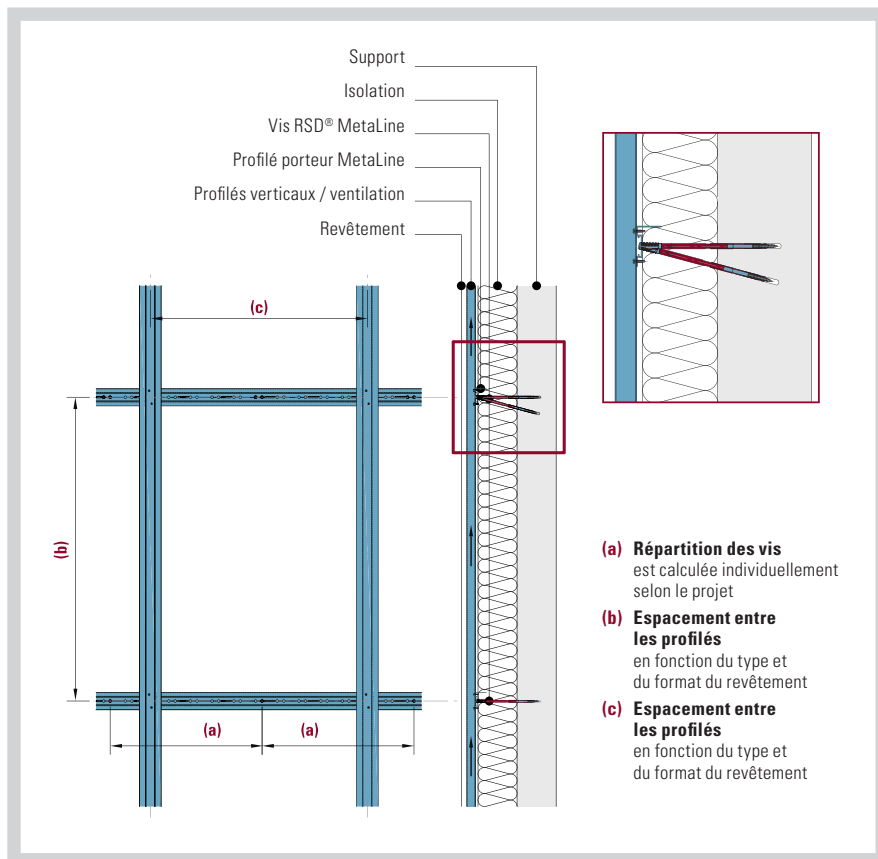 Support
Isolation
Vis RSD® MetaLine
Profilé porteur MetaLine
Profilés verticaux / ventilation
Revêtement
(c)
(b)
(a)
(a)
(a) Répartition des vis
est calculée individuellement
selon le projet
(b) Espacement entre
les profilés
en fonction du type et
du format du revêtement
(c) Espacement entre
les profilés
en fonction du type et
du format du revêtement